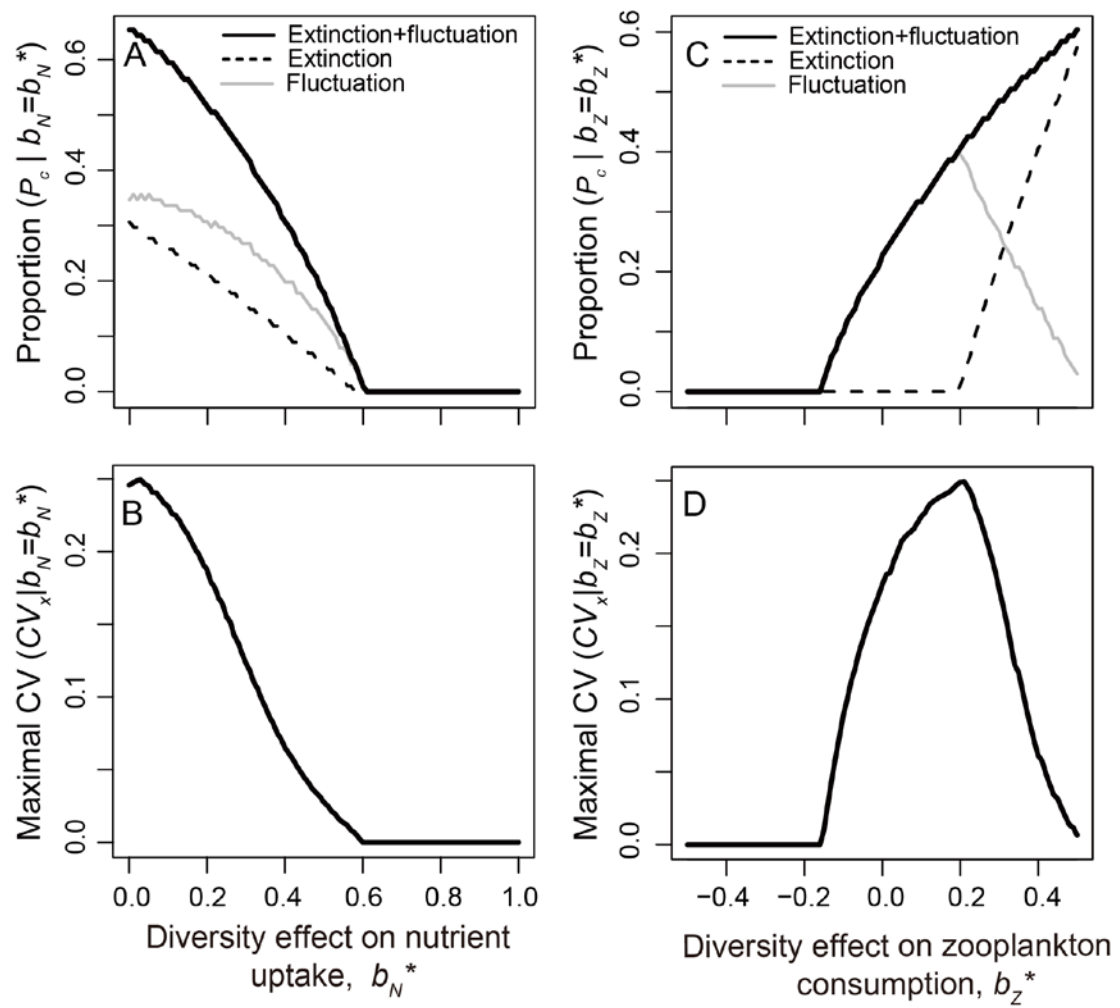 A
Extinction+fluctuation
Extinction
Fluctuation
Proportion (Pc | bN=bN*)
0.0
0.2
0.4
0.6
C
Extinction+fluctuation
Extinction
Fluctuation
Proportion (Pc | bZ=bZ*)
0.0
0.2
0.4
0.6
B
Maximal CV (CVx|bN=bN*)
0.0
0.1
0.2
0.0 0.2 0.4 0.6 0.8 1.0
Diversity effect on nutrient
uptake, bN*
D
Maximal CV (CVx|bZ=bZ*)
0.0
0.1
0.2
−0.4 −0.2 0.0 0.2 0.4
Diversity effect on zooplankton
consumption, bZ*